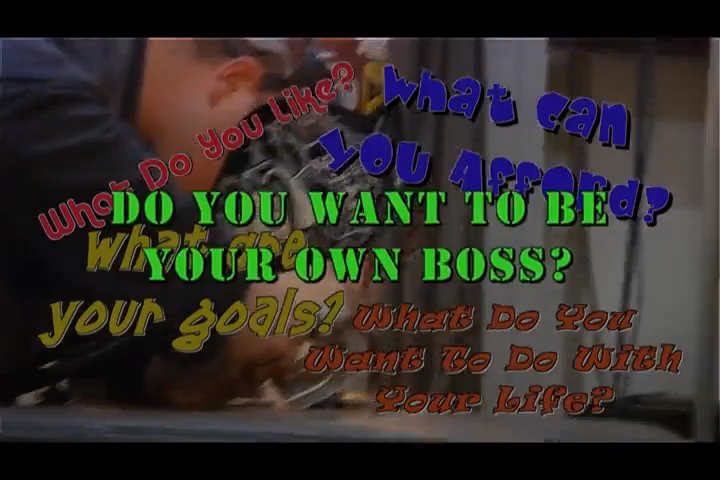 What Do You Like?
What can
You Afford?
DO YOU WANT TO BE
YOUR OWN BOSS?
what are
your goals?
What Do You
Want To Do With
Your Life?